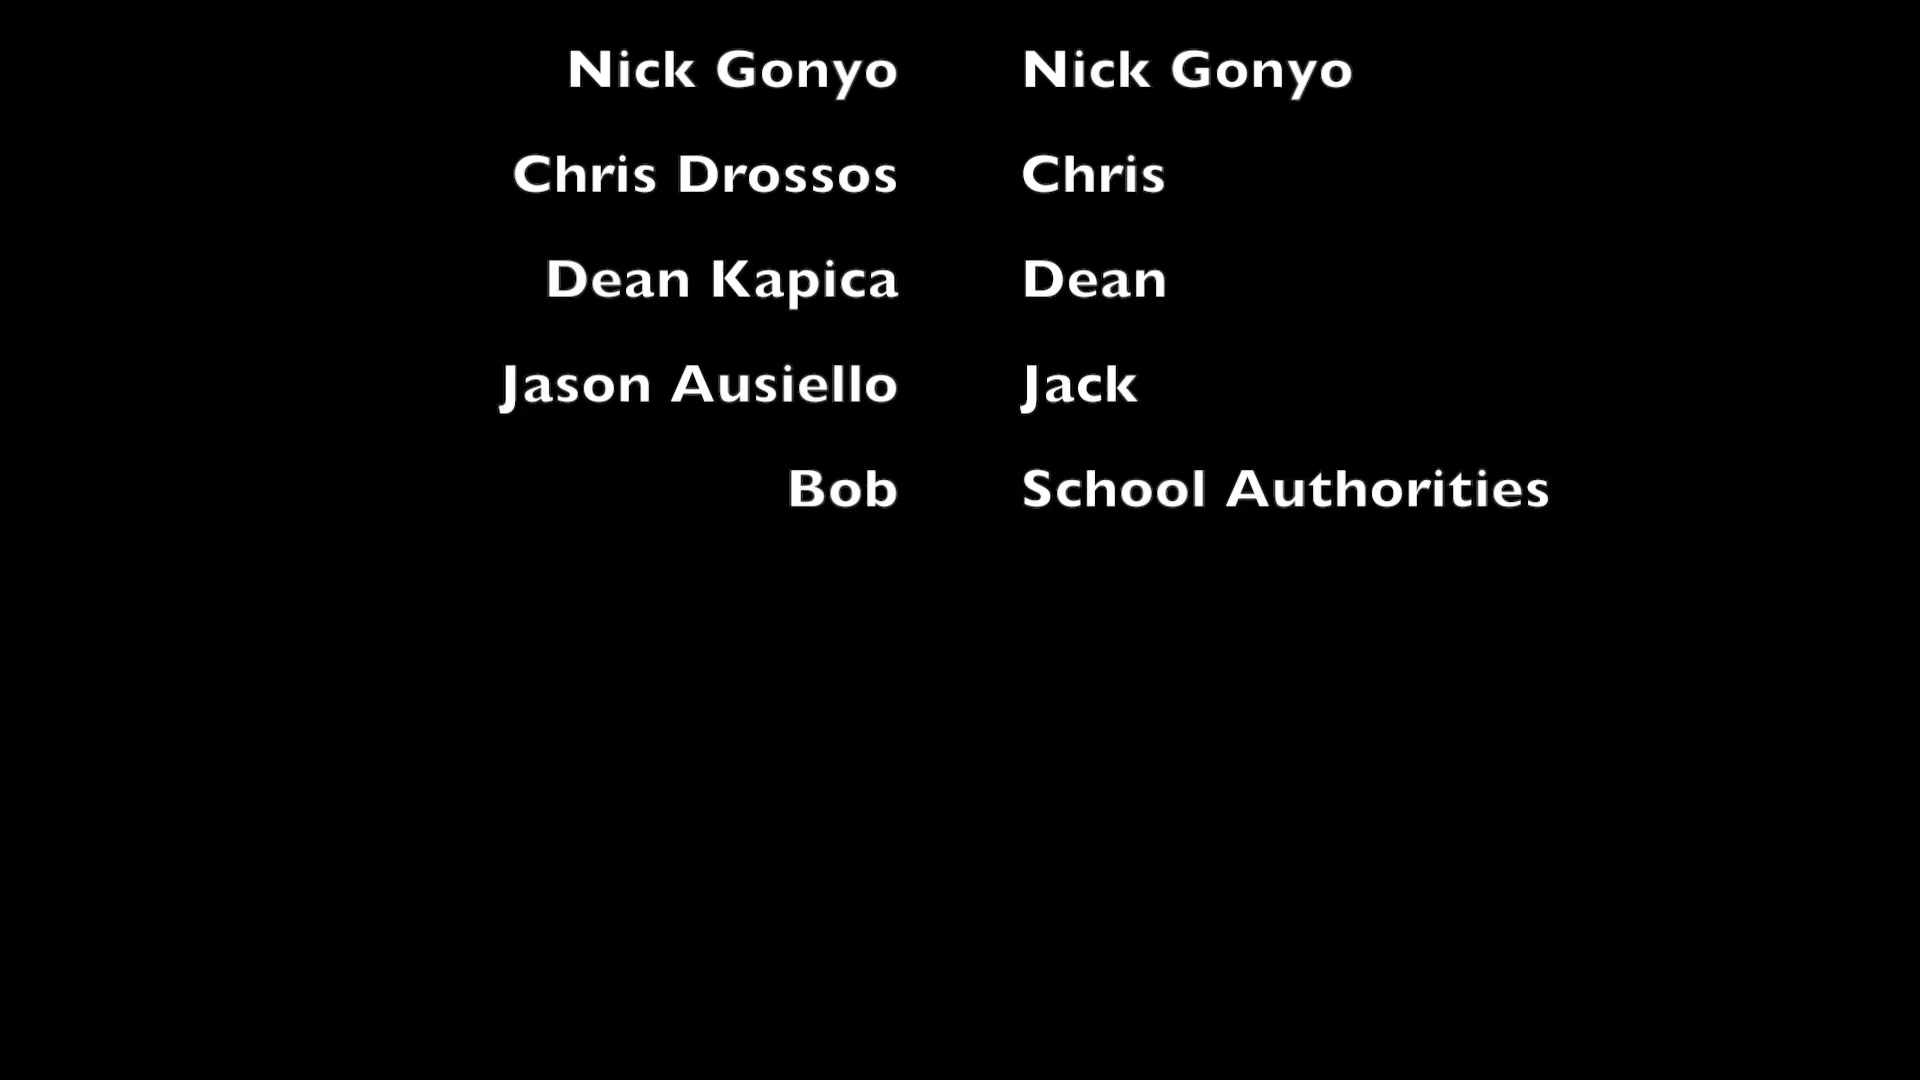 Nick Gonyo Nick Gonyo
Chris Drossos Chris
Dean Kapica Dean
Jason Ausiello Jack
Bob School Authorities